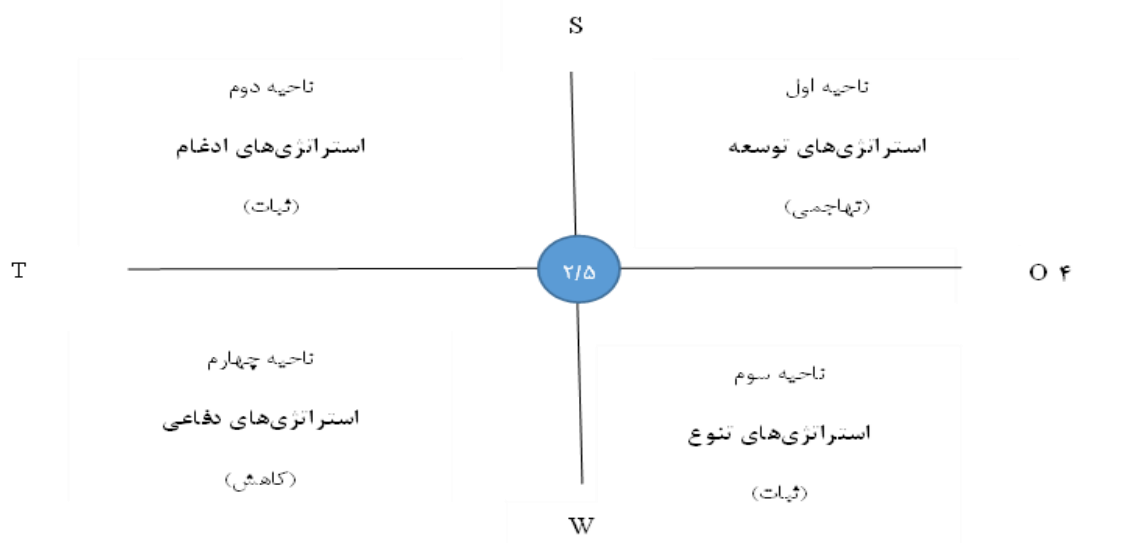 S
ناحیه اول
استراتژی‌های توسعه
(تهاجمی)
ناحیه دوم
استراتژی‌های ادغام
(ثبات)
O ۴
۲/۵
T
ناحیه سوم
استراتژی‌های تنوع
(ثبات)
ناحیه چهارم
استراتژی‌های دفاعی
(کاهش)
W